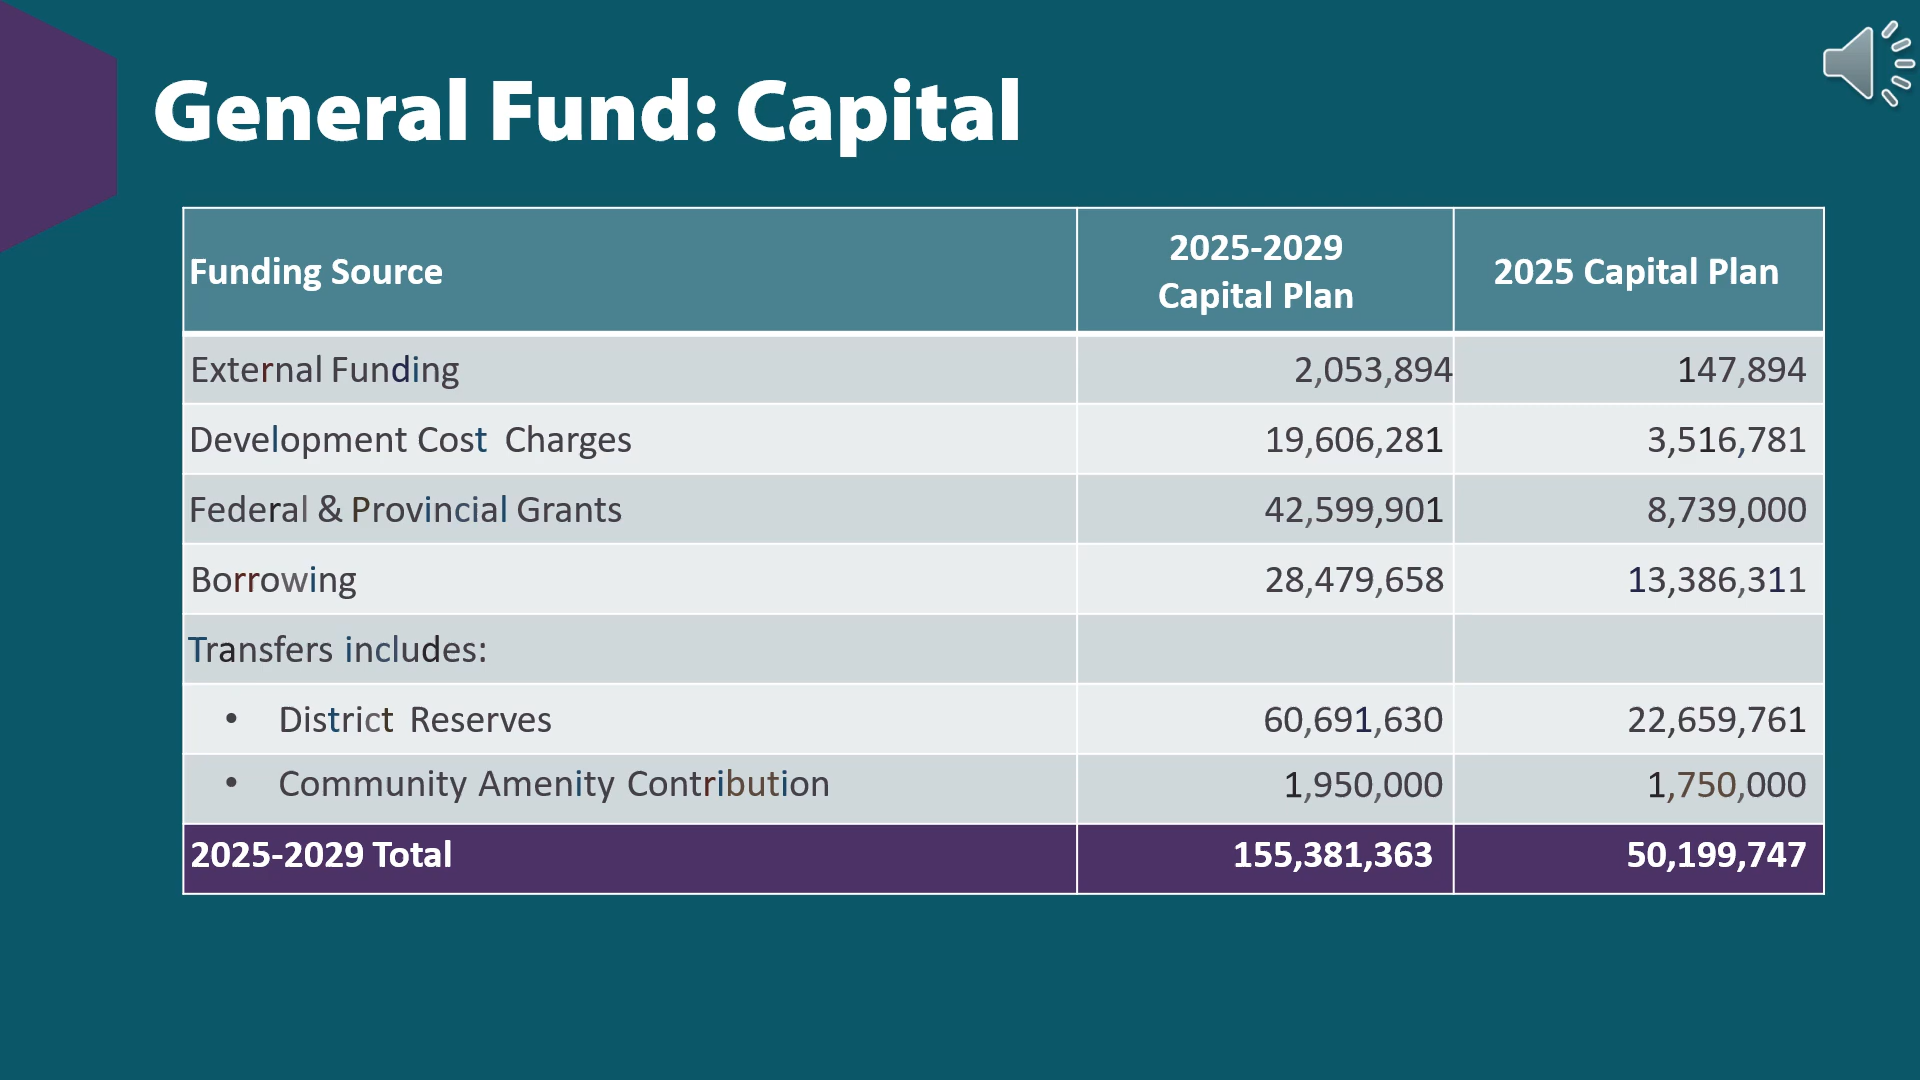 General Fund: Capital
Funding Source 2025-2029 Capital Plan 2025 Capital Plan
External Funding 2,053,894 147,894
Development Cost Charges 19,606,281 3,516,781
Federal & Provincial Grants 42,599,901 8,739,000
Borrowing 28,479,658 13,386,311
Transfers includes:
• District Reserves 60,691,630 22,659,761
• Community Amenity Contribution 1,950,000 1,750,000
2025-2029 Total 155,381,363 50,199,747